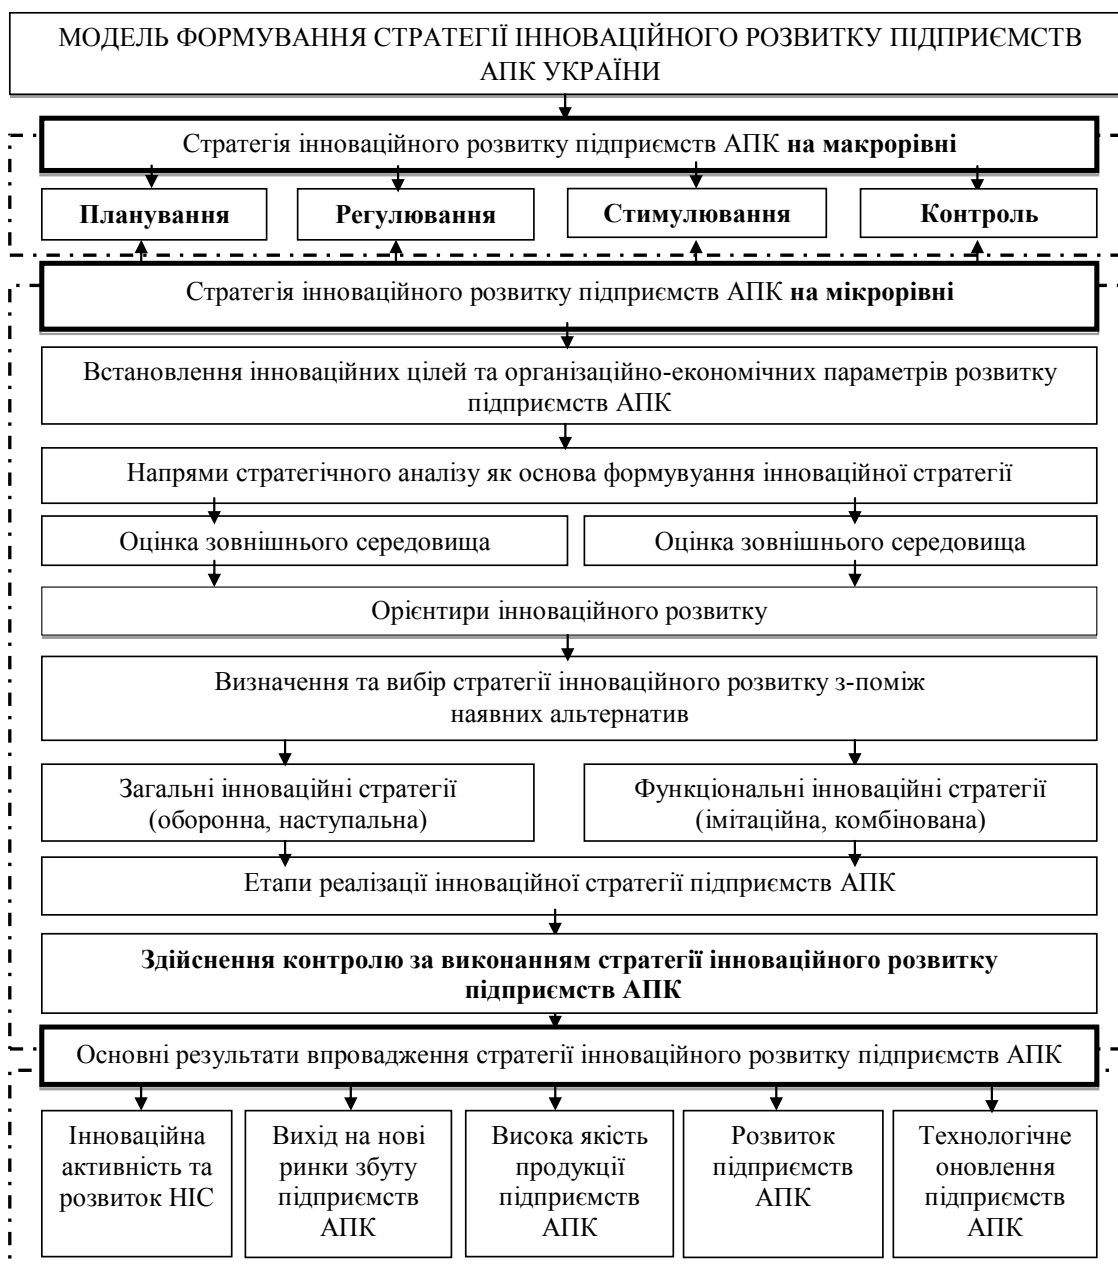 МОДЕЛЬ ФОРМУВАННЯ СТРАТЕГІЇ ІННОВАЦІЙНОГО РОЗВИТКУ ПІДПРИЄМСТВ
АПК УКРАЇНИ
Стратегія інноваційного розвитку підприємств АПК на макрорівні
Планування
Регулювання
Стимулювання
Контроль
Стратегія інноваційного розвитку підприємств АПК на мікрорівні
Встановлення інноваційних цілей та організаційно-економічних параметрів розвитку
підприємств АПК
Напрями стратегічного аналізу як основа формувуання інноваційної стратегії
Оцінка зовнішнього середовища
Оцінка зовнішнього середовища
Орієнтири інноваційного розвитку
Визначення та вибір стратегії інноваційного розвитку з-поміж
наявних альтернатив
Загальні інноваційні стратегії
(оборонна, наступальна)
Функціональні інноваційні стратегії
(імітаційна, комбінована)
Етапи реалізації інноваційної стратегії підприємств АПК
Здійснення контролю за виконанням стратегії інноваційного розвитку
підприємств АПК
Основні результати впровадження стратегії інноваційного розвитку підприємств АПК
Інноваційна
активність та
розвиток НІС
Вихід на нові
ринки збуту
підприємств
АПК
Висока якість
продукції
підприємств
АПК
Розвиток
підприємств
АПК
Технологічне
оновлення
підприємств
АПК